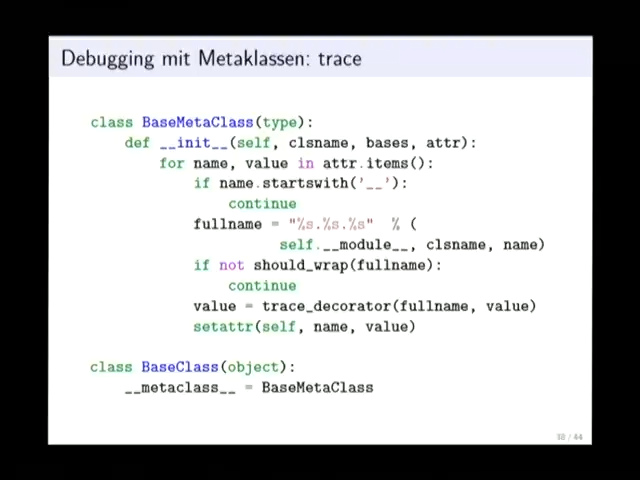 Debugging mit Metaklassen: trace
class BaseMetaClass(type):
    def __init__(self, clsname, bases, attr):
        for name, value in attr.items():
            if name.startswith('__'):
                continue
            fullname = "%s.%s.%s" % (
                      self.__module__, clsname, name)
            if not should_wrap(fullname):
                continue
            value = trace_decorator(fullname, value)
            setattr(self, name, value)
class BaseClass(object):
    __metaclass__ = BaseMetaClass
38 / 44